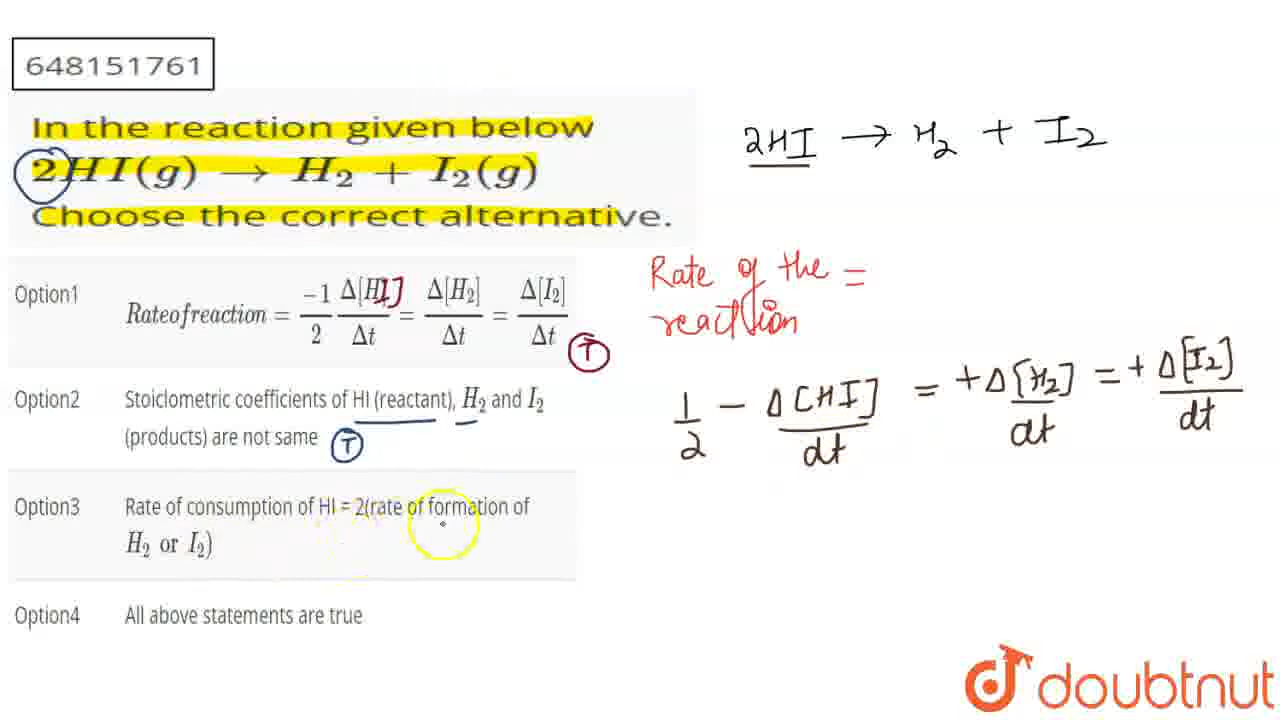 648151761
In the reaction given below
2HI(g) → H₂ + I₂(g)
Choose the correct alternative.
Option1 Rateofreaction = -1/2 Δ[HI]/Δt = Δ[H₂]/Δt = Δ[I₂]/Δt
T
Option2 Stoiclometric coefficients of HI (reactant), H₂ and I₂
(products) are not same T
Option3 Rate of consumption of HI = 2(rate of formation of
H₂ or I₂)
Option4 All above statements are true
2HI → H₂ + I₂
Rate of the =
reaction
1/2 - Δ[HI]/dt = +Δ[H₂]/dt = +Δ[I₂]/dt
doubtnut